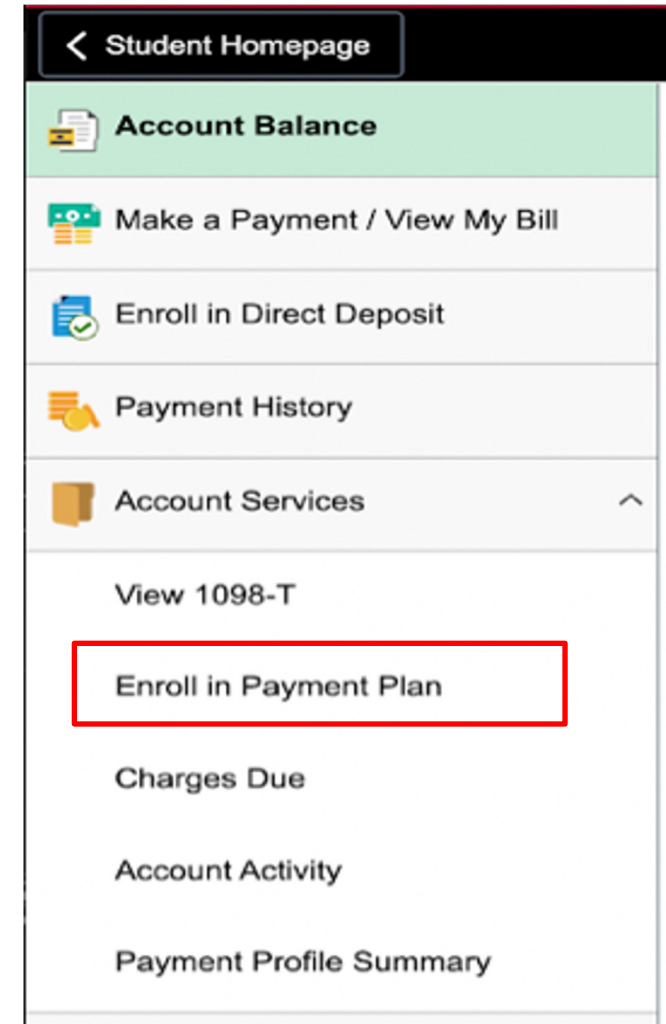 Student Homepage
Account Balance
Make a Payment / View My Bill
Enroll in Direct Deposit
Payment History
Account Services
View 1098-T
Enroll in Payment Plan
Charges Due
Account Activity
Payment Profile Summary